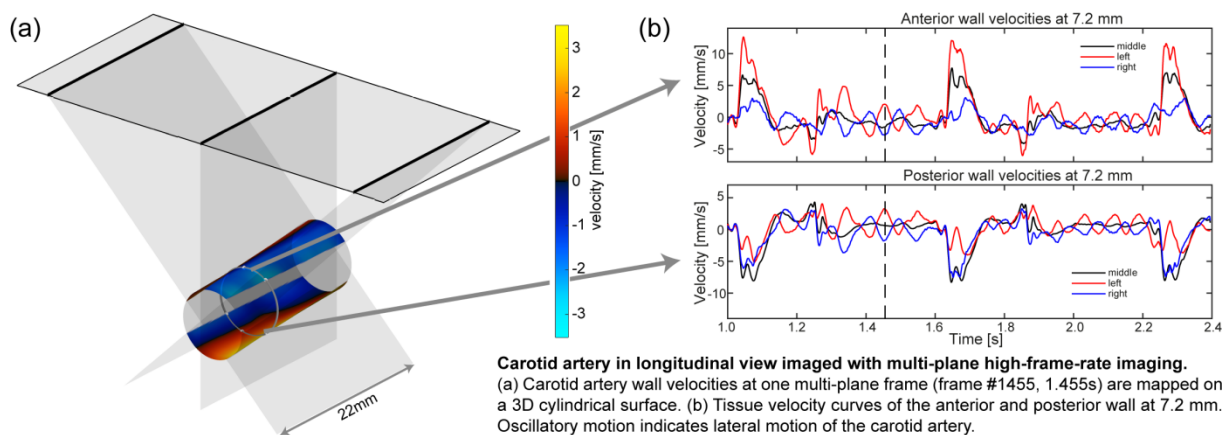 (a)
velocity [mm/s]
3
2
1
0
-1
-2
-3
22mm
(b)
Anterior wall velocities at 7.2 mm
Velocity [mm/s]
10
5
0
-5
middle
left
right
Posterior wall velocities at 7.2 mm
Velocity [mm/s]
5
0
-5
-10
middle
left
right
1.0 1.2 1.4 1.6 1.8 2.0 2.2 2.4
Time [s]
Carotid artery in longitudinal view imaged with multi-plane high-frame-rate imaging.
(a) Carotid artery wall velocities at one multi-plane frame (frame #1455, 1.455s) are mapped on
a 3D cylindrical surface. (b) Tissue velocity curves of the anterior and posterior wall at 7.2 mm.
Oscillatory motion indicates lateral motion of the carotid artery.